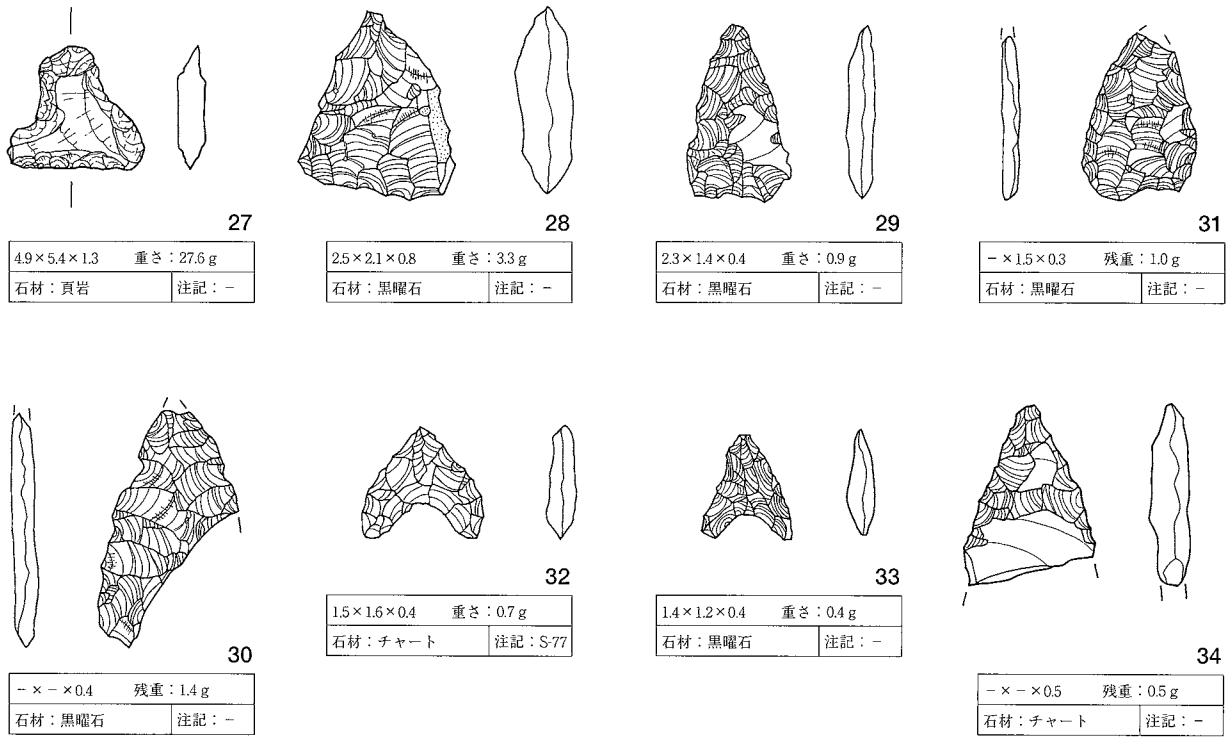 27
4.9×5.4×1.3 重さ：27.6 g
石材：頁岩 注記：−
28
2.5×2.1×0.8 重さ：3.3 g
石材：黒曜石 注記：−
29
2.3×1.4×0.4 重さ：0.9 g
石材：黒曜石 注記：−
31
−×1.5×0.3 残重：1.0 g
石材：黒曜石 注記：−
30
−×−×0.4 残重：1.4 g
石材：黒曜石 注記：−
32
1.5×1.6×0.4 重さ：0.7 g
石材：チャート 注記：S-77
33
1.4×1.2×0.4 重さ：0.4 g
石材：黒曜石 注記：−
34
−×−×0.5 残重：0.5 g
石材：チャート 注記：−